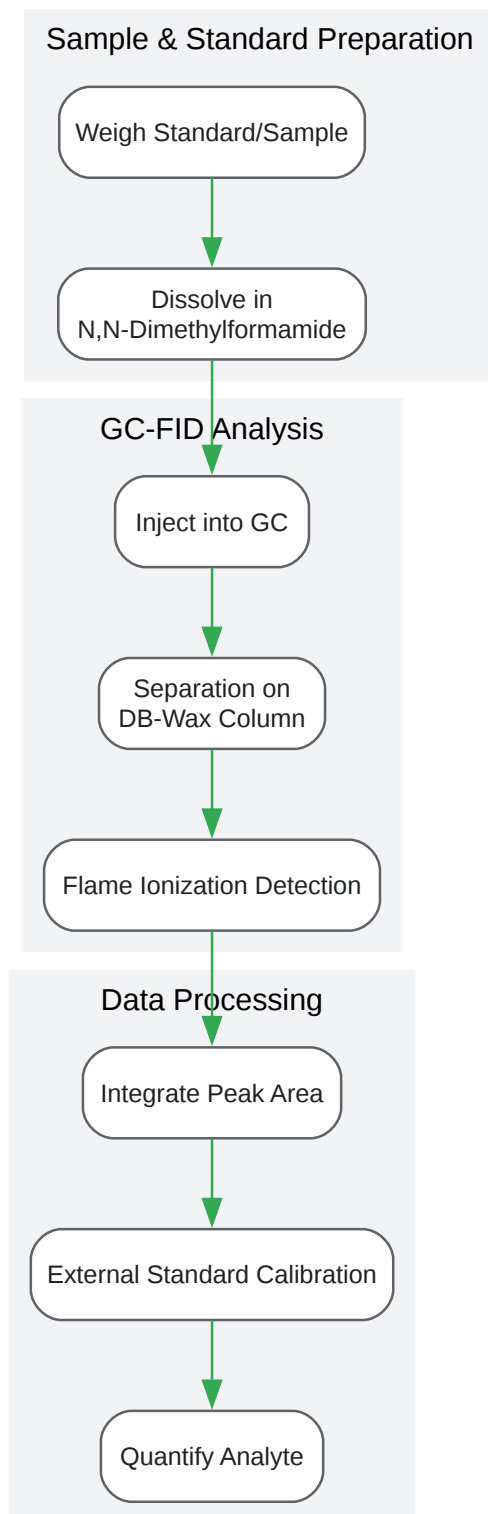 Sample & Standard Preparation
Weigh Standard/Sample
Dissolve in
N,N-Dimethylformamide
GC-FID Analysis
Inject into GC
Separation on
DB-Wax Column
Flame Ionization Detection
Data Processing
Integrate Peak Area
External Standard Calibration
Quantify Analyte